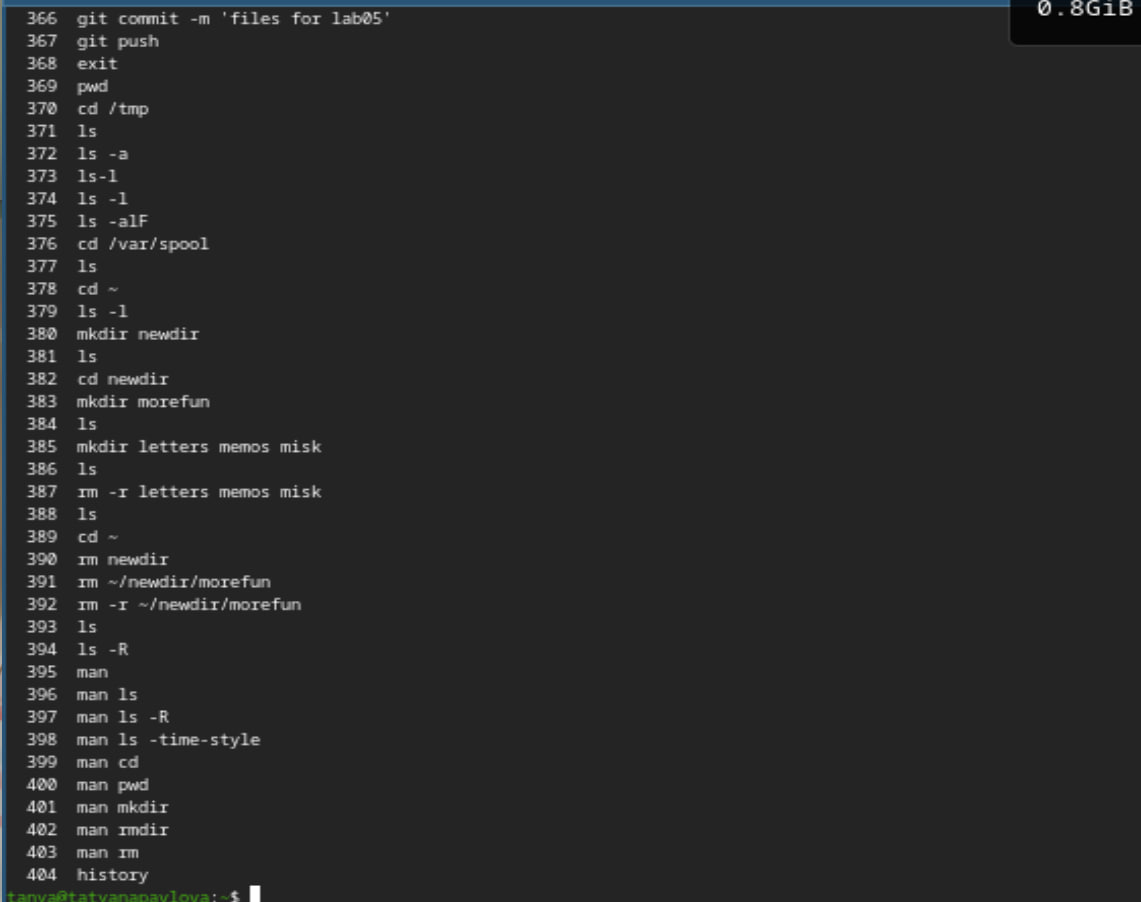 0.8GiB
366 git commit -m 'files for lab05'
367 git push
368 exit
369 pwd
370 cd /tmp
371 ls
372 ls -a
373 ls-l
374 ls -l
375 ls -alF
376 cd /var/spool
377 ls
378 cd ~
379 ls -l
380 mkdir newdir
381 ls
382 cd newdir
383 mkdir morefun
384 ls
385 mkdir letters memos misk
386 ls
387 rm -r letters memos misk
388 ls
389 cd ~
390 rm newdir
391 rm ~/newdir/morefun
392 rm -r ~/newdir/morefun
393 ls
394 ls -R
395 man
396 man ls
397 man ls -R
398 man ls -time-style
399 man cd
400 man pwd
401 man mkdir
402 man rmdir
403 man rm
404 history
tanya@tatyanapavlova:~$